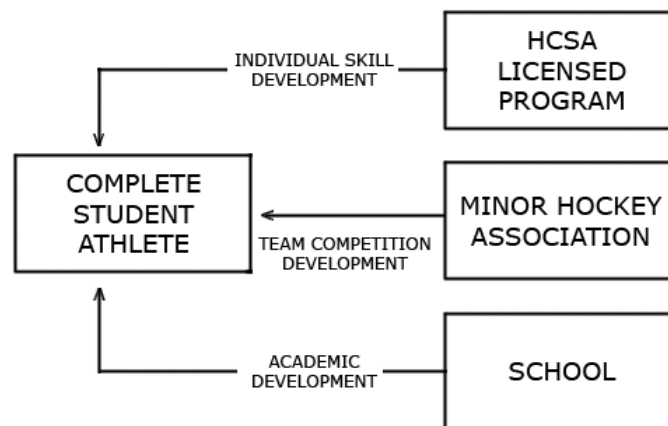 HCSA
LICENSED
PROGRAM
INDIVIDUAL SKILL
DEVELOPMENT
COMPLETE
STUDENT
ATHLETE
MINOR HOCKEY
ASSOCIATION
TEAM COMPETITION
DEVELOPMENT
ACADEMIC
DEVELOPMENT
SCHOOL